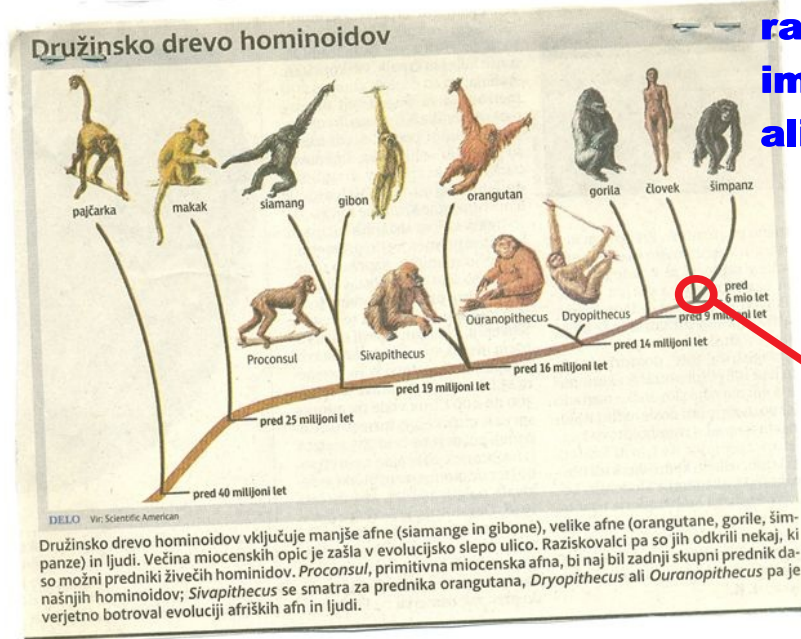 Družinsko drevo hominoidov
ra
im
ali
pajčarka
makak
siamang
gibon
orangutan
gorila
človek
šimpanz
Proconsul
Sivapithecus
Ouranopithecus
Dryopithecus
pred
6 mio let
pred 9 milijoni let
pred 14 milijoni let
pred 16 milijoni let
pred 19 milijoni let
pred 25 milijoni let
pred 40 milijoni let
DELO Vir: Scientific American
Družinsko drevo hominoidov vključuje manjše afne (siamange in gibone), velike afne (orangutane, gorile, šim-
panze) in ljudi. Večina miocenskih opic je zašla v evolucijsko slepo ulico. Raziskovalci pa so jih odkrili nekaj, ki
so možni predniki živečih hominidov. Proconsul, primitivna miocenska afna, bi naj bil zadnji skupni prednik da-
našnjih hominoidov; Sivapithecus se smatra za prednika orangutana, Dryopithecus ali Ouranopithecus pa je
verjetno botroval evoluciji afriških afn in ljudi.